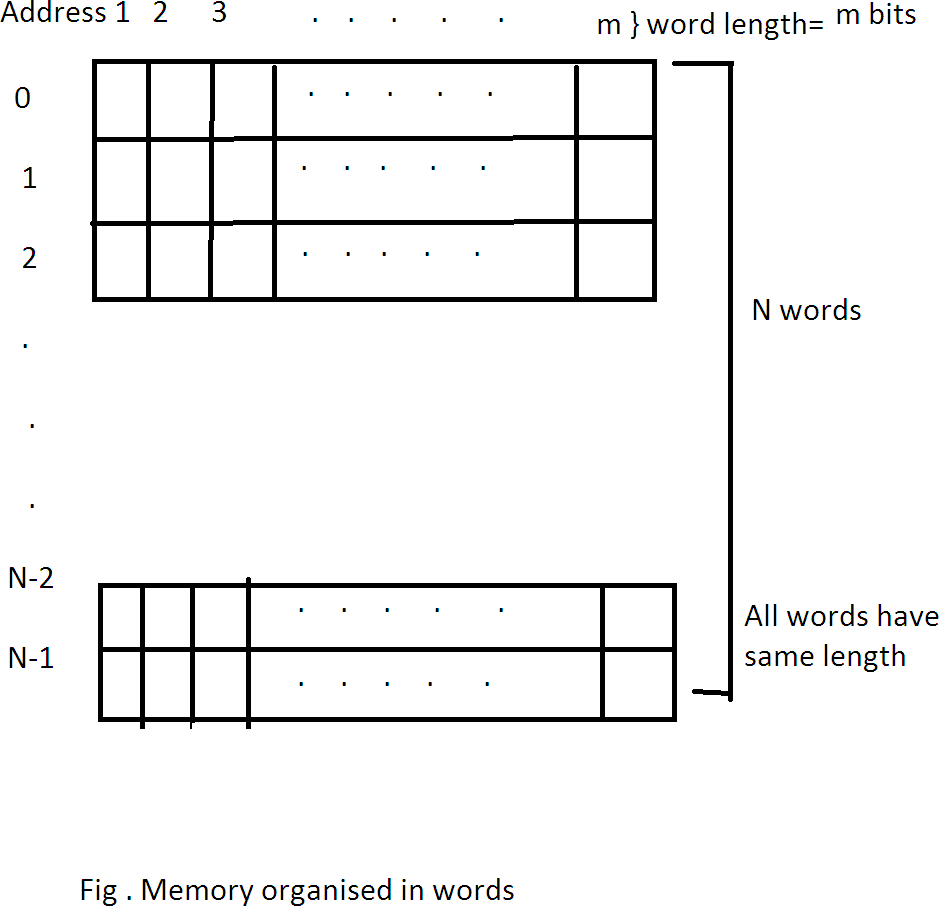 Address 1 2 3 . . . . . m } word length= m bits
0 . . . . .
1 . . . . .
2 . . . . .
.
N words
.
.
N-2 . . . . .
All words have
N-1 same length
. . . . .
Fig . Memory organised in words